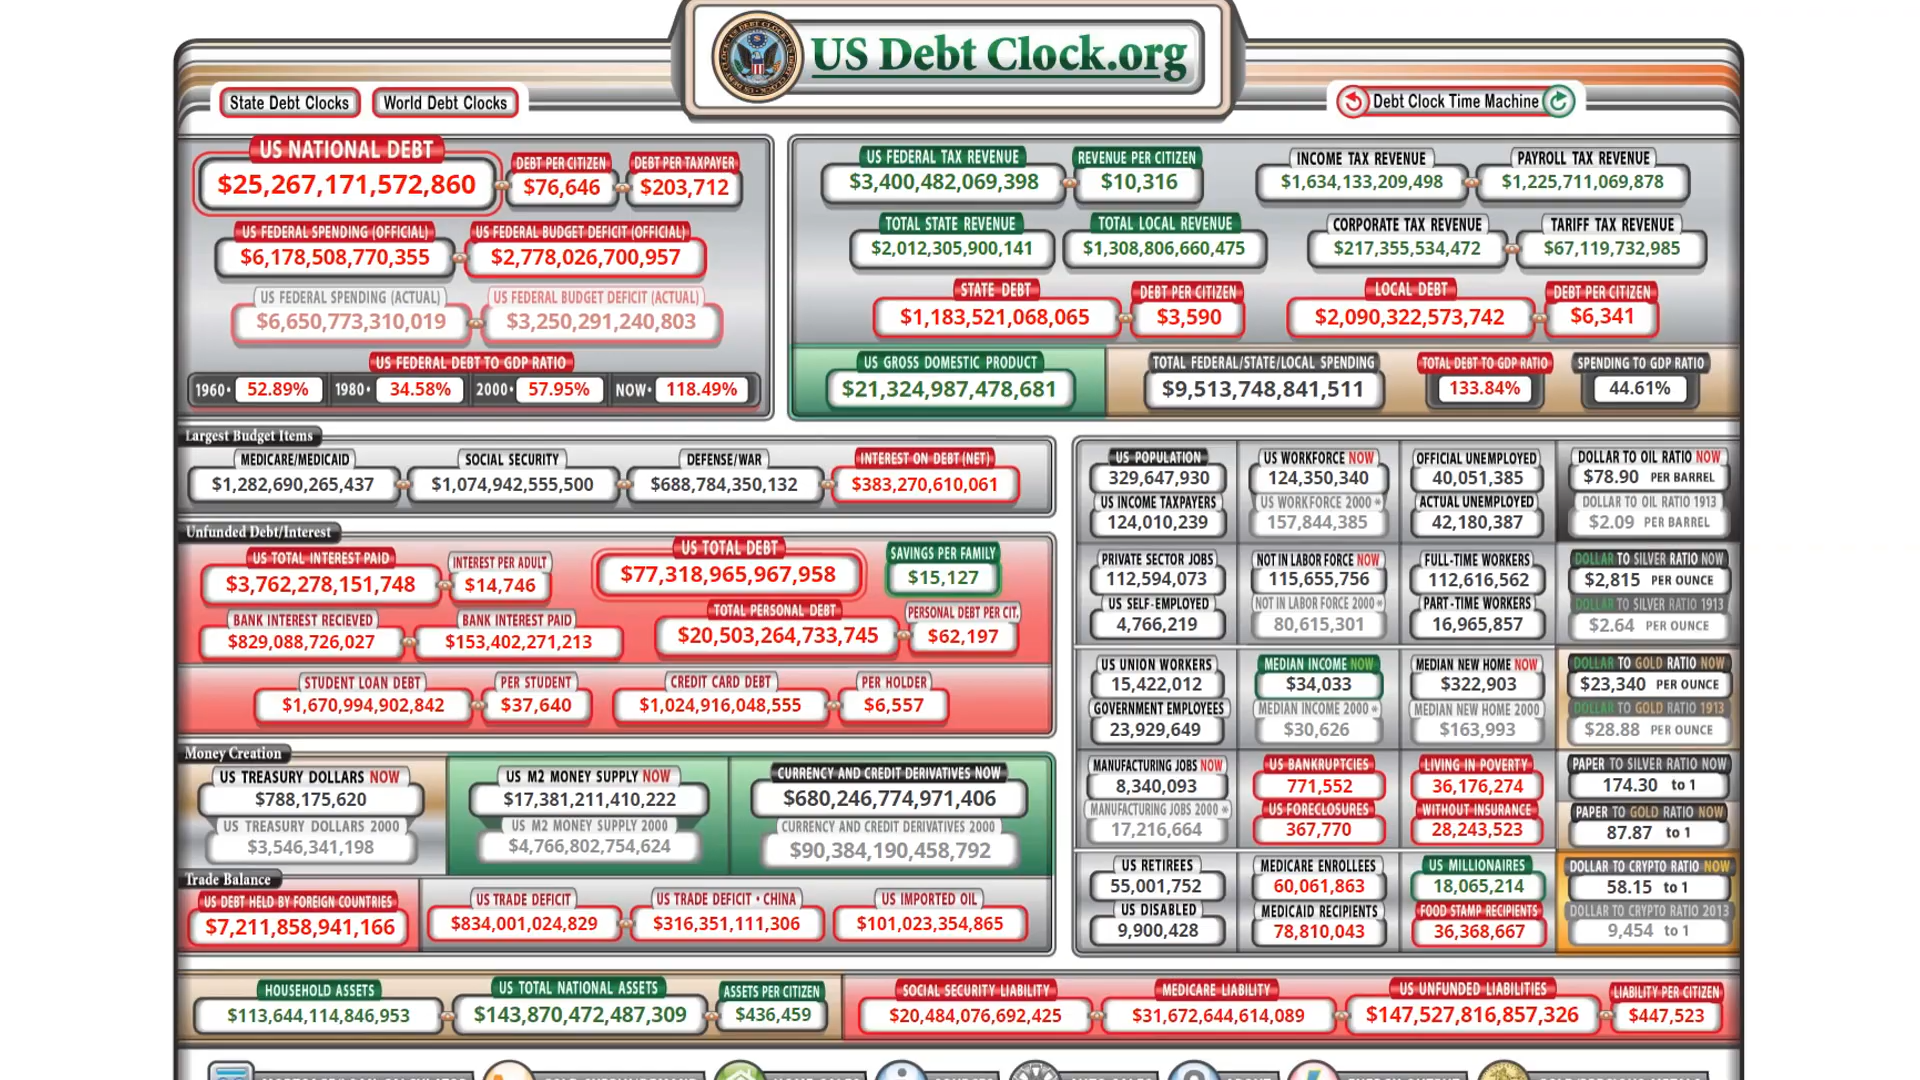 US Debt Clock.org
State Debt Clocks
World Debt Clocks
Debt Clock Time Machine
US NATIONAL DEBT
$25,267,171,572,860
DEBT PER CITIZEN
$76,646
DEBT PER TAXPAYER
$203,712
US FEDERAL SPENDING (OFFICIAL)
$6,178,508,770,355
US FEDERAL BUDGET DEFICIT (OFFICIAL)
$2,778,026,700,957
US FEDERAL SPENDING (ACTUAL)
$6,650,773,310,019
US FEDERAL BUDGET DEFICIT (ACTUAL)
$3,250,291,240,803
US FEDERAL DEBT TO GDP RATIO
1960• 52.89%
1980• 34.58%
2000• 57.95%
NOW• 118.49%
US FEDERAL TAX REVENUE
$3,400,482,069,398
REVENUE PER CITIZEN
$10,316
INCOME TAX REVENUE
$1,634,133,209,498
PAYROLL TAX REVENUE
$1,225,711,069,878
TOTAL STATE REVENUE
$2,012,305,900,141
TOTAL LOCAL REVENUE
$1,308,806,660,475
CORPORATE TAX REVENUE
$217,355,534,472
TARIFF TAX REVENUE
$67,119,732,985
STATE DEBT
$1,183,521,068,065
DEBT PER CITIZEN
$3,590
LOCAL DEBT
$2,090,322,573,742
DEBT PER CITIZEN
$6,341
US GROSS DOMESTIC PRODUCT
$21,324,987,478,681
TOTAL FEDERAL/STATE/LOCAL SPENDING
$9,513,748,841,511
TOTAL DEBT TO GDP RATIO
133.84%
SPENDING TO GDP RATIO
44.61%
Largest Budget Items
MEDICARE/MEDICAID
$1,282,690,265,437
SOCIAL SECURITY
$1,074,942,555,500
DEFENSE/WAR
$688,784,350,132
INTEREST ON DEBT (NET)
$383,270,610,061
Unfunded Debt/Interest
US TOTAL INTEREST PAID
$3,762,278,151,748
INTEREST PER ADULT
$14,746
US TOTAL DEBT
$77,318,965,967,958
SAVINGS PER FAMILY
$15,127
BANK INTEREST RECIEVED
$829,088,726,027
BANK INTEREST PAID
$153,402,271,213
TOTAL PERSONAL DEBT
$20,503,264,733,745
PERSONAL DEBT PER CIT.
$62,197
STUDENT LOAN DEBT
$1,670,994,902,842
PER STUDENT
$37,640
CREDIT CARD DEBT
$1,024,916,048,555
PER HOLDER
$6,557
Money Creation
US TREASURY DOLLARS NOW
$788,175,620
US TREASURY DOLLARS 2000
$3,546,341,198
US M2 MONEY SUPPLY NOW
$17,381,211,410,222
US M2 MONEY SUPPLY 2000
$4,766,802,754,624
CURRENCY AND CREDIT DERIVATIVES NOW
$680,246,774,971,406
CURRENCY AND CREDIT DERIVATIVES 2000
$90,384,190,458,792
Trade Balance
US DEBT HELD BY FOREIGN COUNTRIES
$7,211,858,941,166
US TRADE DEFICIT
$834,001,024,829
US TRADE DEFICIT • CHINA
$316,351,111,306
US IMPORTED OIL
$101,023,354,865
US POPULATION
329,647,930
US INCOME TAXPAYERS
124,010,239
US WORKFORCE NOW
124,350,340
US WORKFORCE 2000 *
157,844,385
OFFICIAL UNEMPLOYED
40,051,385
ACTUAL UNEMPLOYED
42,180,387
DOLLAR TO OIL RATIO NOW
$78.90 PER BARREL
DOLLAR TO OIL RATIO 1913
$2.09 PER BARREL
PRIVATE SECTOR JOBS
112,594,073
US SELF-EMPLOYED
4,766,219
NOT IN LABOR FORCE NOW
115,655,756
NOT IN LABOR FORCE 2000 *
80,615,301
FULL-TIME WORKERS
112,616,562
PART-TIME WORKERS
16,965,857
DOLLAR TO SILVER RATIO NOW
$2,815 PER OUNCE
DOLLAR TO SILVER RATIO 1913
$2.64 PER OUNCE
US UNION WORKERS
15,422,012
GOVERNMENT EMPLOYEES
23,929,649
MEDIAN INCOME NOW
$34,033
MEDIAN INCOME 2000 *
$30,626
MEDIAN NEW HOME NOW
$322,903
MEDIAN NEW HOME 2000
$163,993
DOLLAR TO GOLD RATIO NOW
$23,340 PER OUNCE
DOLLAR TO GOLD RATIO 1913
$28.88 PER OUNCE
MANUFACTURING JOBS NOW
8,340,093
MANUFACTURING JOBS 2000 *
17,216,664
US BANKRUPTCIES
771,552
US FORECLOSURES
367,770
LIVING IN POVERTY
36,176,274
WITHOUT INSURANCE
28,243,523
PAPER TO SILVER RATIO NOW
174.30 to 1
PAPER TO GOLD RATIO NOW
87.87 to 1
US RETIREES
55,001,752
US DISABLED
9,900,428
MEDICARE ENROLLEES
60,061,863
MEDICAID RECIPIENTS
78,810,043
US MILLIONAIRES
18,065,214
FOOD STAMP RECIPIENTS
36,368,667
DOLLAR TO CRYPTO RATIO NOW
58.15 to 1
DOLLAR TO CRYPTO RATIO 2013
9,454 to 1
HOUSEHOLD ASSETS
$113,644,114,846,953
US TOTAL NATIONAL ASSETS
$143,870,472,487,309
ASSETS PER CITIZEN
$436,459
SOCIAL SECURITY LIABILITY
$20,484,076,692,425
MEDICARE LIABILITY
$31,672,644,614,089
US UNFUNDED LIABILITIES
$147,527,816,857,326
LIABILITY PER CITIZEN
$447,523